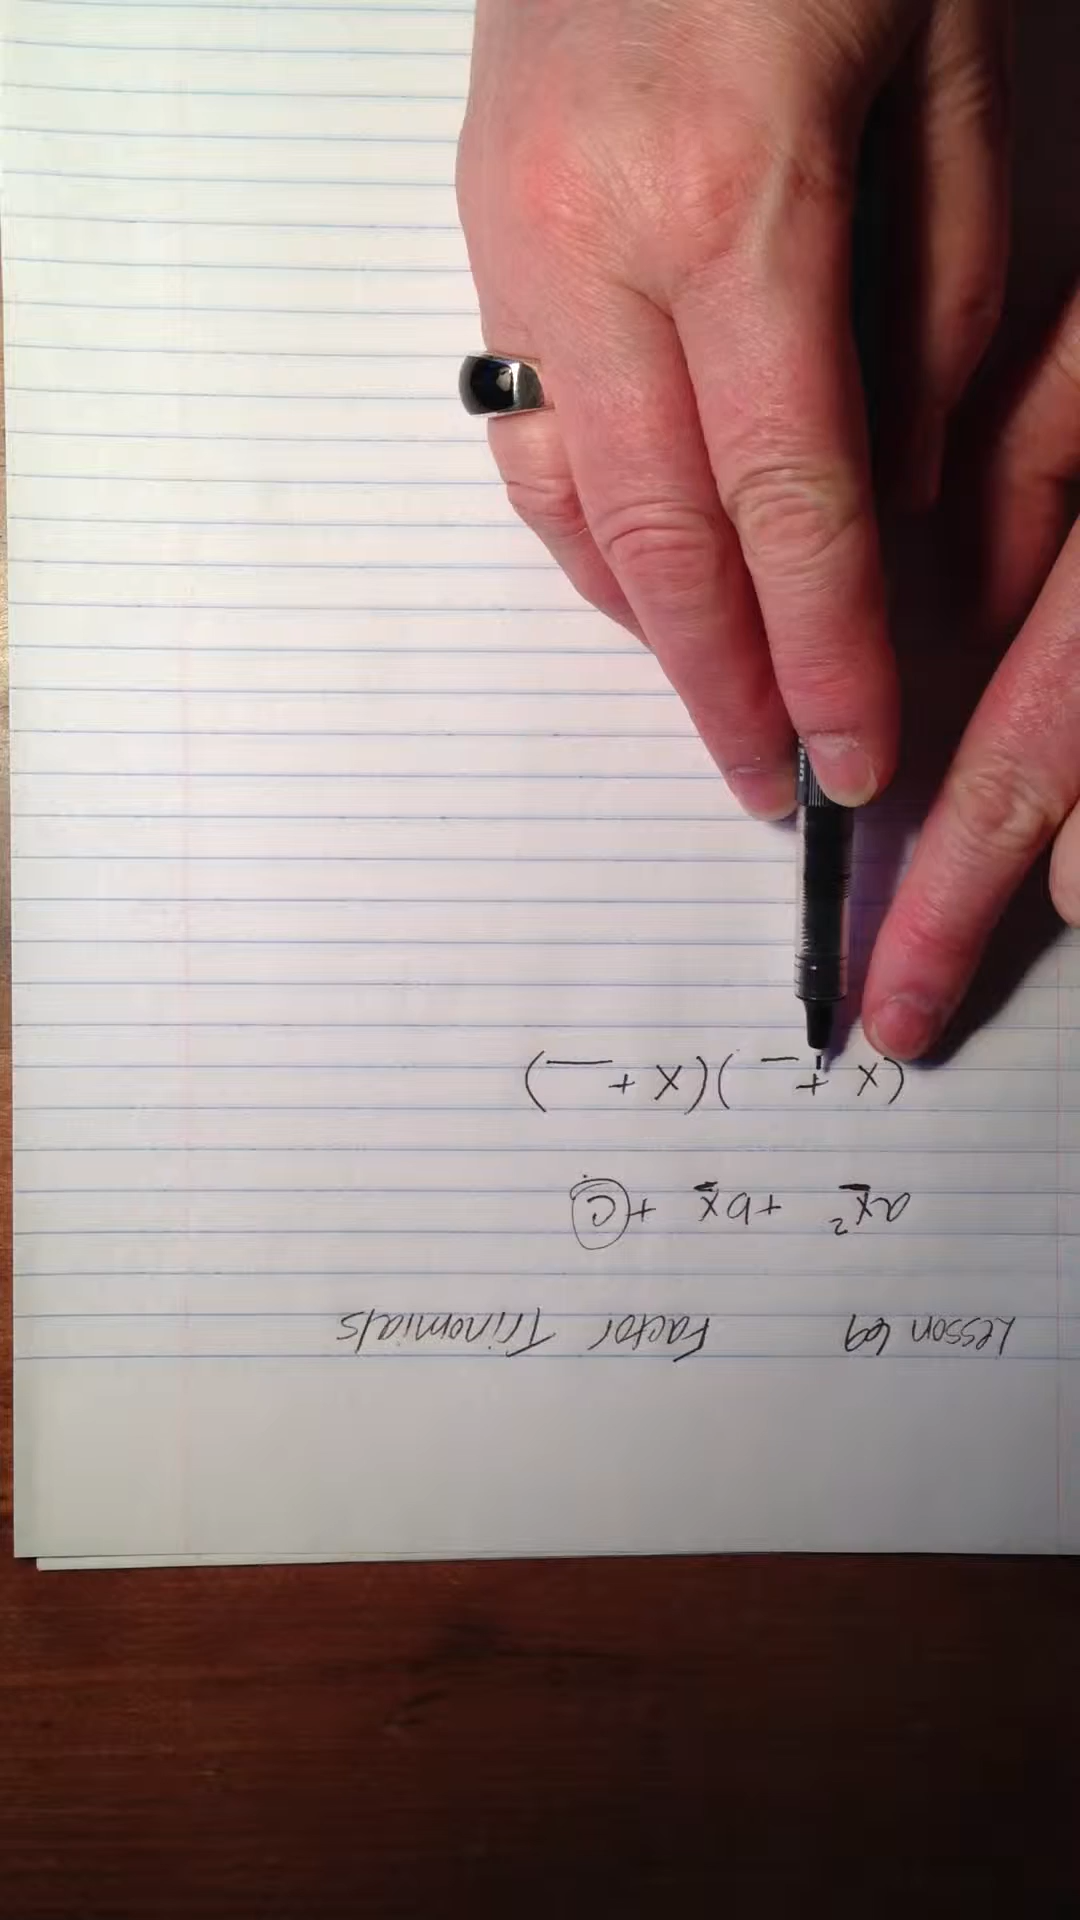 Lesson 69 Factor Trinomials
ax² + bx + c
(x + __ )(x + __ )